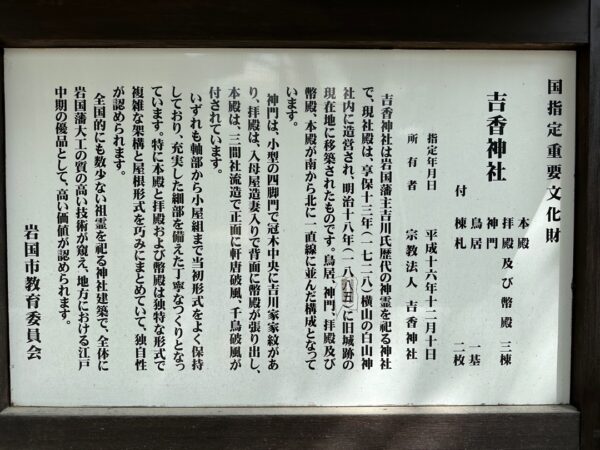 国指定重要文化財
吉香神社
本殿
拝殿及び幣殿 三棟
神門
付 鳥居 一基
棟札 二枚
指定年月日 平成十六年十二月十日
所有者 宗教法人 吉香神社
吉香神社は岩国藩主吉川氏歴代の神霊を祀る神社
で、現社殿は、享保十三年(一七二八)横山の白山神
社内に造営され、明治十八年(一八八五)に旧城跡の
現在地に移築されたものです。鳥居、神門、拝殿及び
幣殿、本殿が南から北に一直線に並んだ構成となって
います。
神門は、小型の四脚門で冠木中央に吉川家家紋があ
り、拝殿は、入母屋造妻入りで背面に幣殿が張り出し、
本殿は、三間社流造で正面に軒唐破風、千鳥破風が
付されています。
いずれも軸部から小屋組まで当初形式をよく保持
しており、充実した細部を備えた丁寧なつくりとなっ
ています。特に本殿と拝殿および幣殿は独特な形式で
複雑な架構と屋根形式を巧みにまとめていて、独自性
が認められます。
全国的にも数少ない祖霊を祀る神社建築で、全体に
岩国藩大工の質の高い技術が窺え、地方における江戸
中期の優品として、高い価値が認められます。
岩国市教育委員会